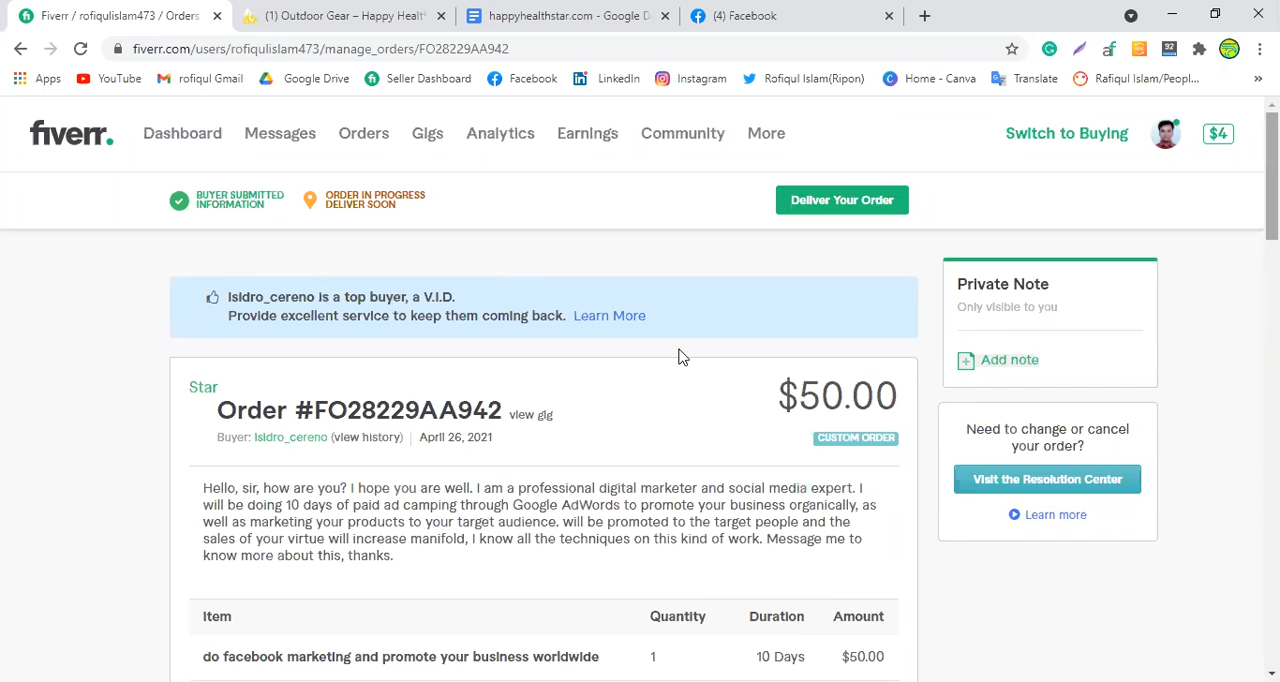 Fiverr / rofiqulislam473 / Orders
(1) Outdoor Gear – Happy Healt
happyhealthstar.com - Google D
(4) Facebook
fiverr.com/users/rofiqulislam473/manage_orders/FO28229AA942
92
Apps YouTube rofiqul Gmail Google Drive Seller Dashboard Facebook LinkedIn Instagram Rofiqul Islam(Ripon) Home - Canva Translate Rafiqul Islam/Peopl... »
fiverr. Dashboard Messages Orders Gigs Analytics Earnings Community More Switch to Buying $4
BUYER SUBMITTED
INFORMATION
ORDER IN PROGRESS
DELIVER SOON
Deliver Your Order
Isidro_cereno is a top buyer, a V.I.D.
Provide excellent service to keep them coming back. Learn More
Private Note
Only visible to you
Add note
Star
Order #FO28229AA942 view gig
$50.00
Buyer: isidro_cereno (view history) | April 26, 2021
CUSTOM ORDER
Need to change or cancel
your order?
Visit the Resolution Center
Learn more
Hello, sir, how are you? I hope you are well. I am a professional digital marketer and social media expert. I
will be doing 10 days of paid ad camping through Google AdWords to promote your business organically, as
well as marketing your products to your target audience. will be promoted to the target people and the
sales of your virtue will increase manifold, I know all the techniques on this kind of work. Message me to
know more about this, thanks.
Item Quantity Duration Amount
do facebook marketing and promote your business worldwide 1 10 Days $50.00